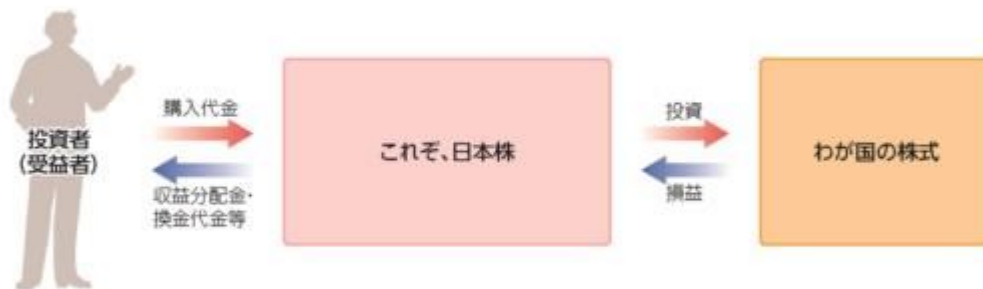 投資者
（受益者）
購入代金
収益分配金・
換金代金等
これぞ、日本株
投資
損益
わが国の株式